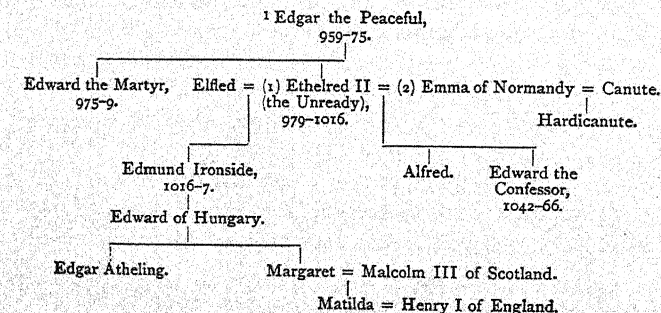 ¹ Edgar the Peaceful,
959-75.
Edward the Martyr, Elfled = (1) Ethelred II = (2) Emma of Normandy = Canute.
975-9. (the Unready), Hardicanute.
979-1016.
Edmund Ironside, Alfred. Edward the
1016-7. Confessor,
1042-66.
Edward of Hungary.
Edgar Atheling. Margaret = Malcolm III of Scotland.
Matilda = Henry I of England.